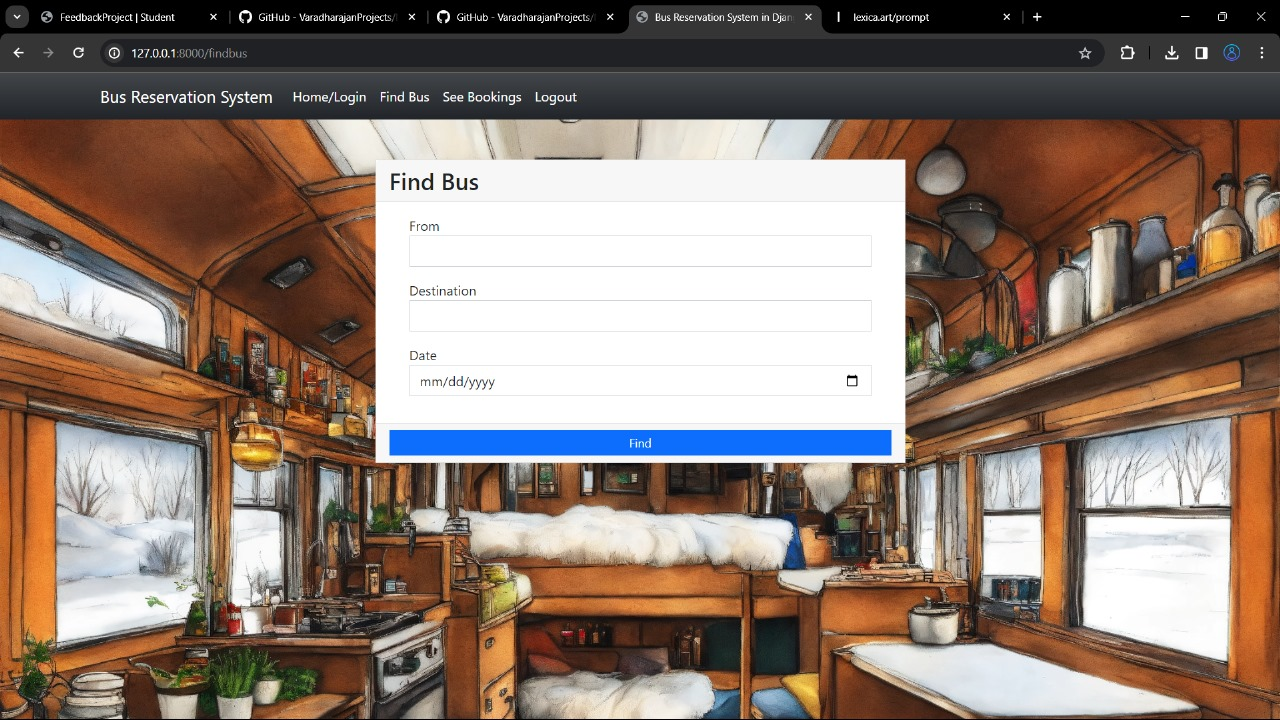 FeedbackProject | Student
GitHub - VaradharajanProjects/
GitHub - VaradharajanProjects/
Bus Reservation System in Djan
lexica.art/prompt
127.0.0.1:8000/findbus
Bus Reservation System Home/Login Find Bus See Bookings Logout
Find Bus
From
Destination
Date
mm/dd/yyyy
Find